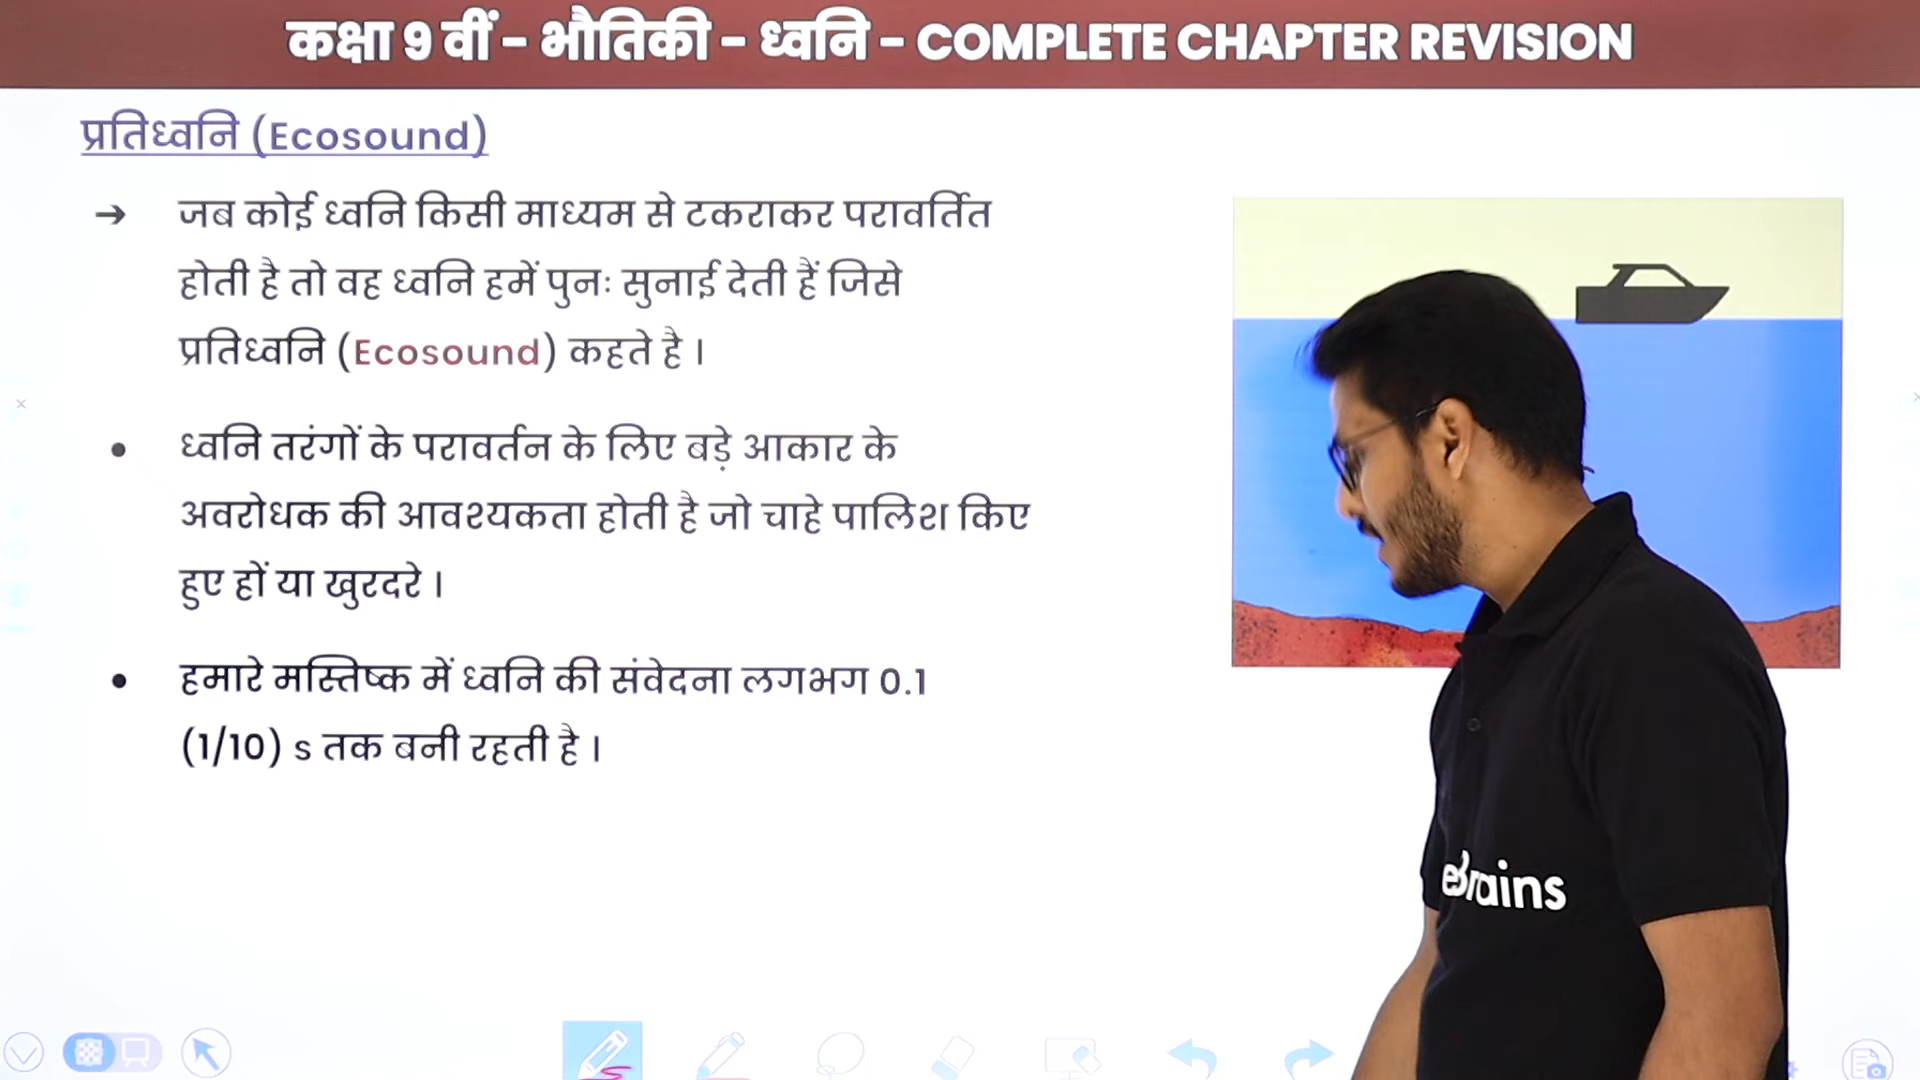 कक्षा 9 वीं - भौतिकी - ध्वनि - COMPLETE CHAPTER REVISION
प्रतिध्वनि (Ecosound)
➔ जब कोई ध्वनि किसी माध्यम से टकराकर परावर्तित
होती है तो वह ध्वनि हमें पुनः सुनाई देती हैं जिसे
प्रतिध्वनि (Ecosound) कहते है ।
• ध्वनि तरंगों के परावर्तन के लिए बड़े आकार के
अवरोधक की आवश्यकता होती है जो चाहे पालिश किए
हुए हों या खुरदरे ।
• हमारे मस्तिष्क में ध्वनि की संवेदना लगभग 0.1
(1/10) s तक बनी रहती है ।
eBrains